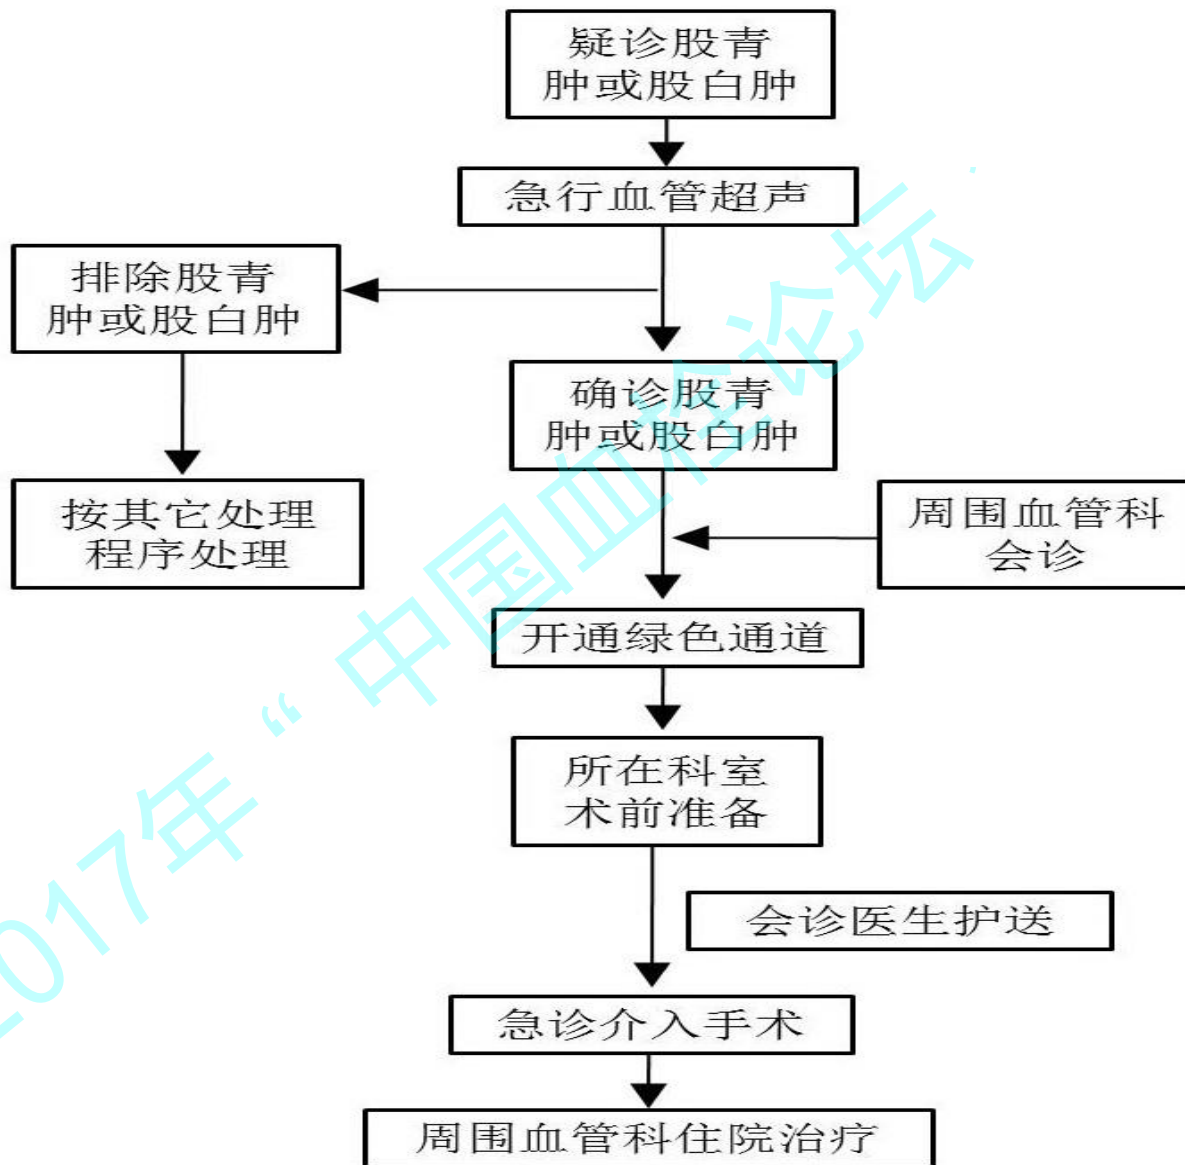 疑诊股青
肿或股白肿
急行血管超声
排除股青
肿或股白肿
确诊股青
肿或股白肿
按其它处理
程序处理
周围血管科
会诊
开通绿色通道
所在科室
术前准备
会诊医生护送
急诊介入手术
周围血管科住院治疗
2017年“中国血栓论坛